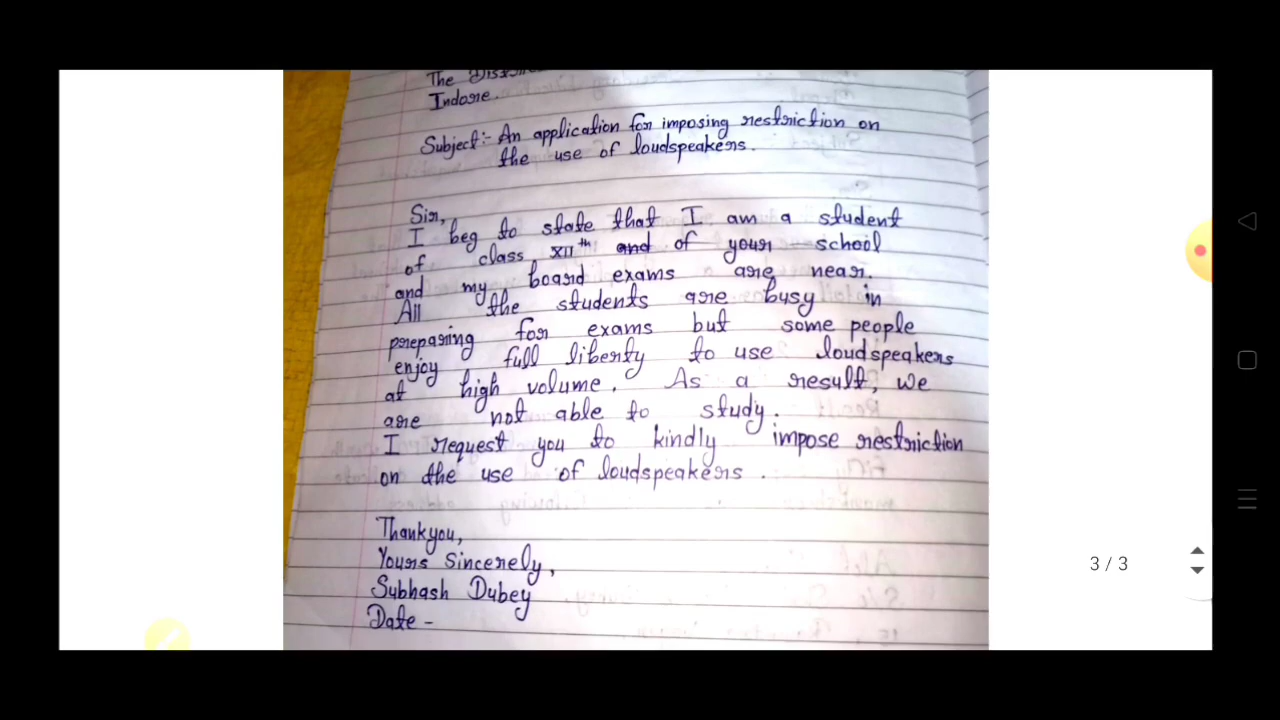 The
Indore.
Subject:- An application for imposing restriction on
the use of loudspeakers.
Sir,
I beg to state that I am a student
of class XIIth and of your school
and my board exams are near.
All the students are busy in
preparing for exams but some people
enjoy full liberty to use loudspeakers
at high volume. As a result, we
are not able to study.
I request you to kindly impose restriction
on the use of loudspeakers.
Thankyou,
Yours Sincerely,
Subhash Dubey
Date -
3 / 3